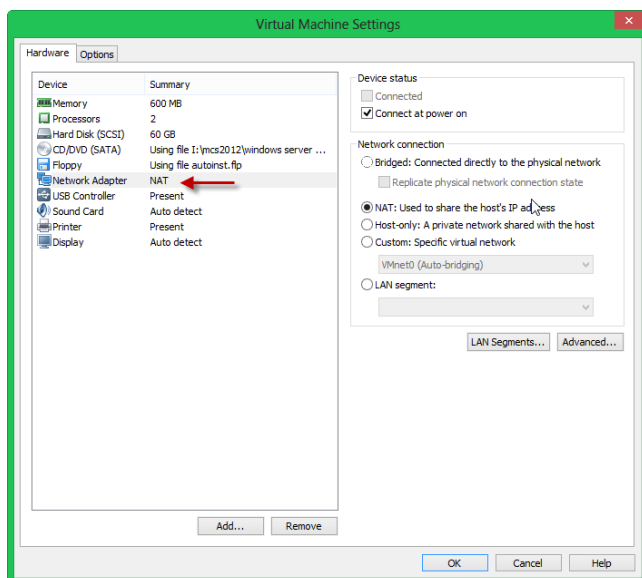 Virtual Machine Settings
Hardware Options
Device Summary
Memory 600 MB
Processors 2
Hard Disk (SCSI) 60 GB
CD/DVD (SATA) Using file I:\mcs2012\windows server ...
Floppy Using file autoinst.flp
Network Adapter NAT
USB Controller Present
Sound Card Auto detect
Printer Present
Display Auto detect
Add... Remove
Device status
Connected
Connect at power on
Network connection
Bridged: Connected directly to the physical network
Replicate physical network connection state
NAT: Used to share the host's IP address
Host-only: A private network shared with the host
Custom: Specific virtual network
VMnet0 (Auto-bridging)
LAN segment:
LAN Segments... Advanced...
OK Cancel Help